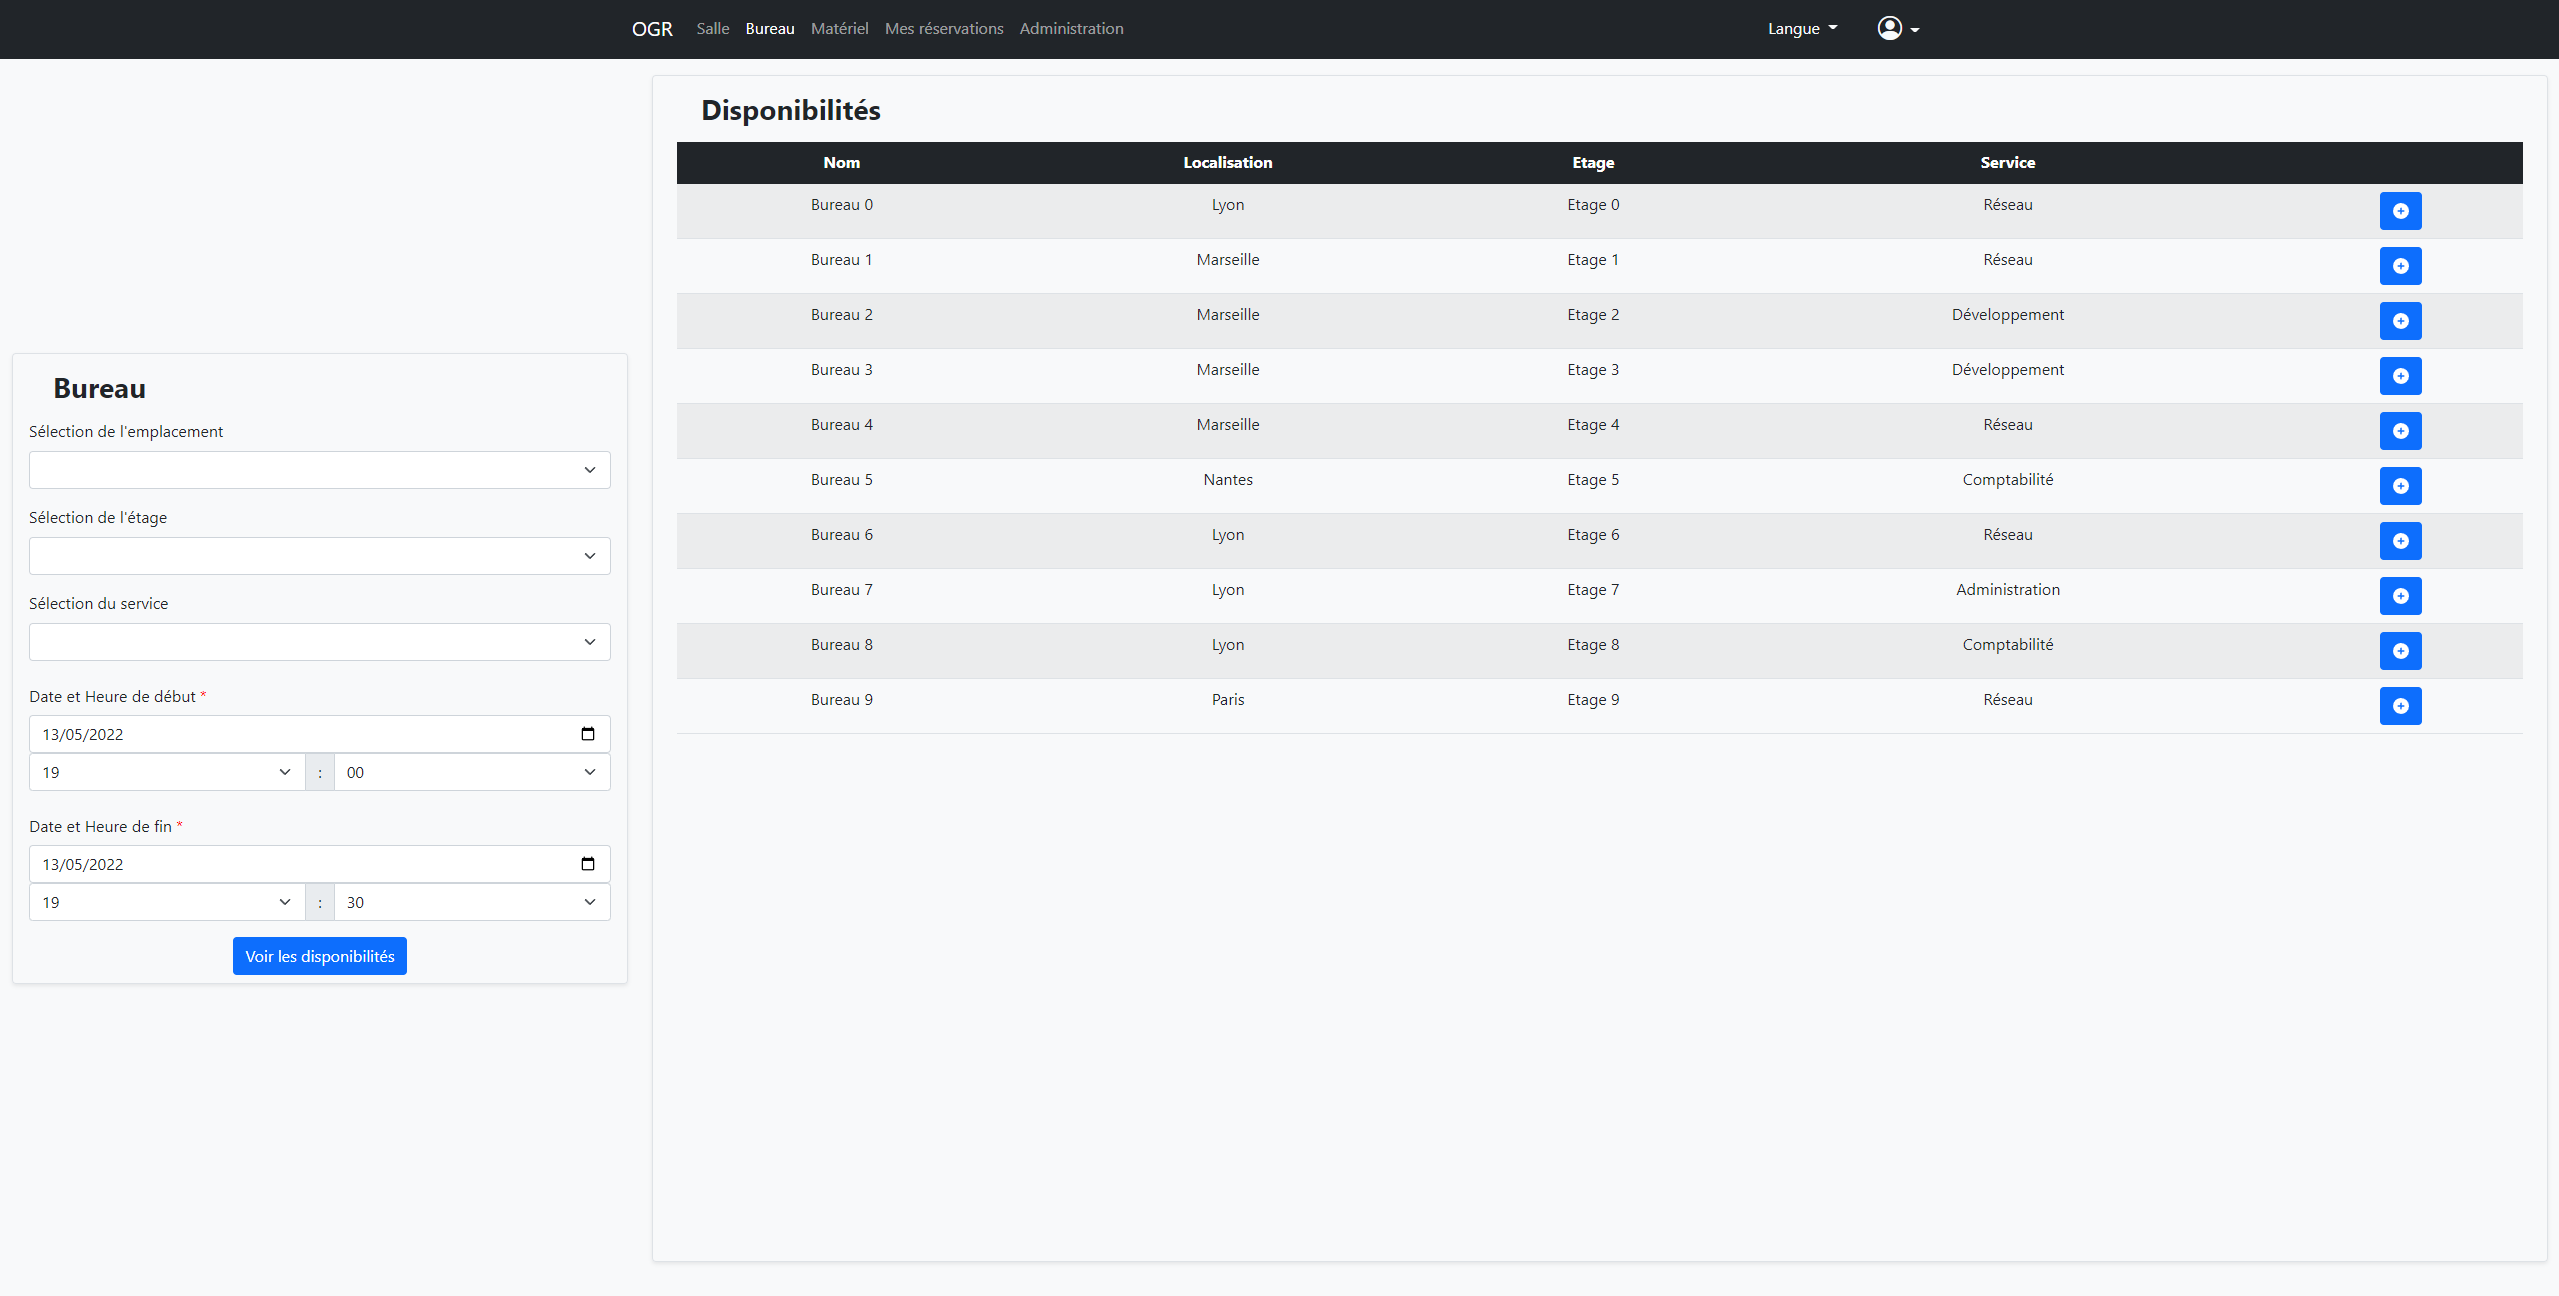 OGR Salle Bureau Matériel Mes réservations Administration Langue
Bureau
Sélection de l'emplacement
Sélection de l'étage
Sélection du service
Date et Heure de début *
13/05/2022
19 : 00
Date et Heure de fin *
13/05/2022
19 : 30
Voir les disponibilités
Disponibilités
Nom Localisation Etage Service
Bureau 0 Lyon Etage 0 Réseau
Bureau 1 Marseille Etage 1 Réseau
Bureau 2 Marseille Etage 2 Développement
Bureau 3 Marseille Etage 3 Développement
Bureau 4 Marseille Etage 4 Réseau
Bureau 5 Nantes Etage 5 Comptabilité
Bureau 6 Lyon Etage 6 Réseau
Bureau 7 Lyon Etage 7 Administration
Bureau 8 Lyon Etage 8 Comptabilité
Bureau 9 Paris Etage 9 Réseau